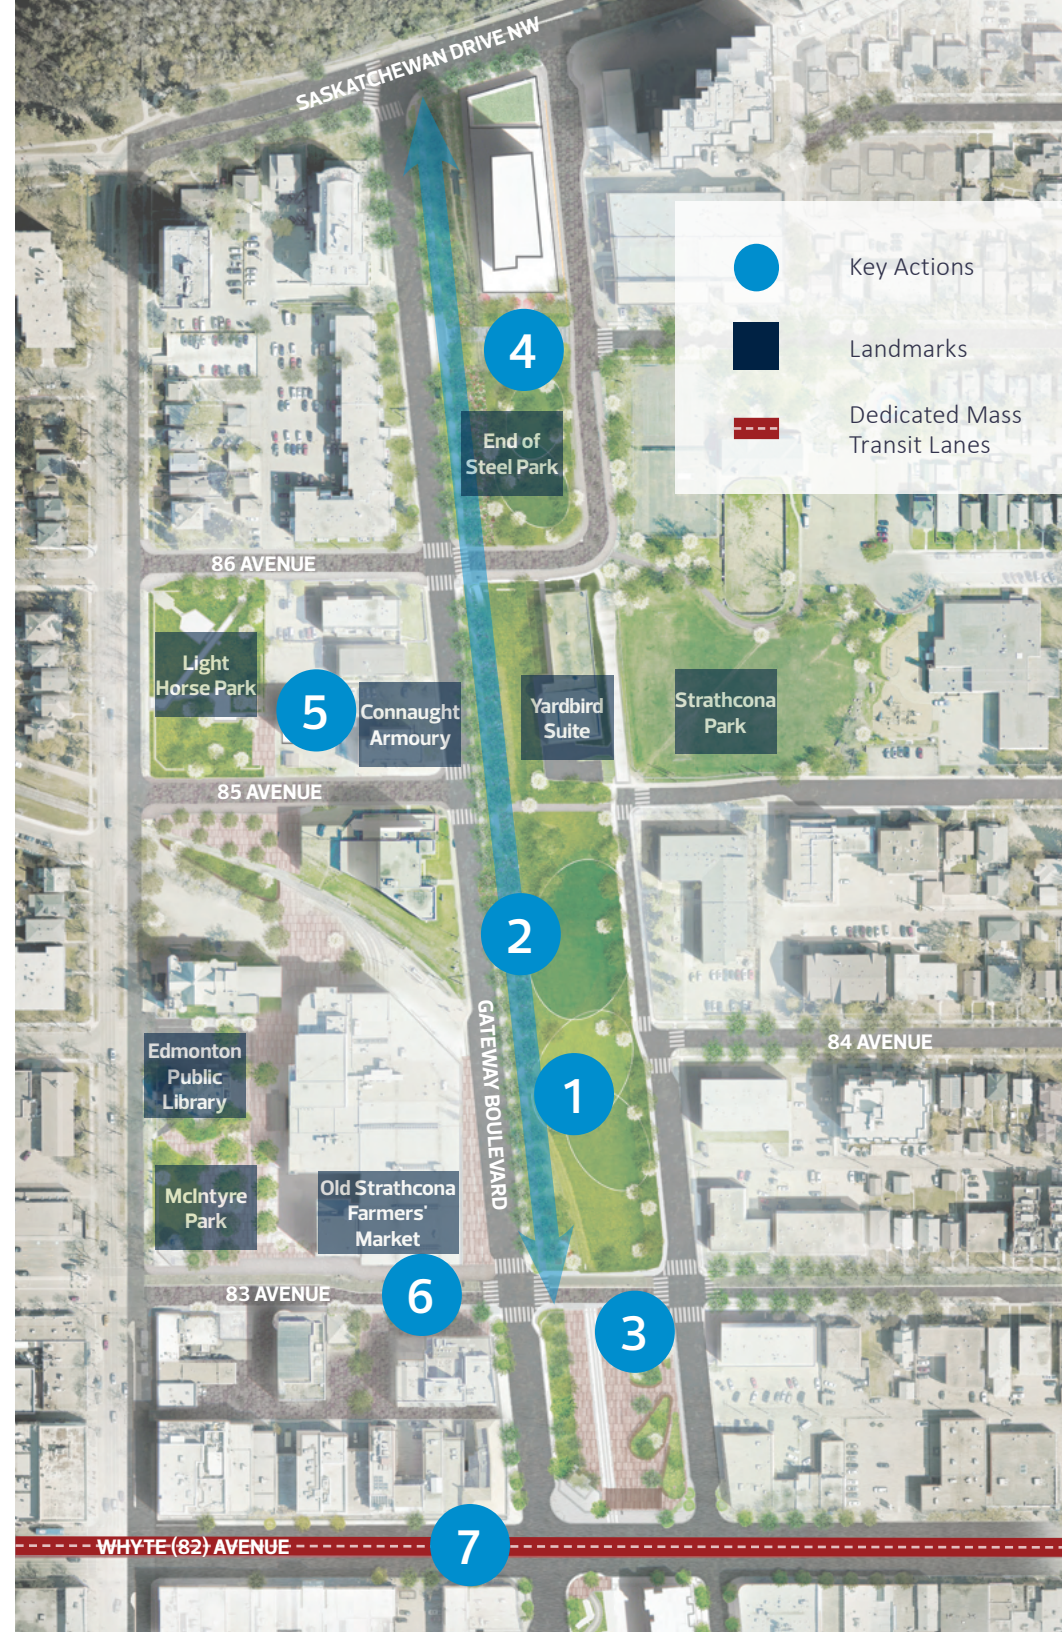 SASKATCHEWAN DRIVE NW
Key Actions
Landmarks
Dedicated Mass
Transit Lanes
4
End of
Steel Park
86 AVENUE
Light
Horse Park
5
Connaught
Armoury
Yardbird
Suite
Strathcona
Park
85 AVENUE
2
GATEWAY BOULEVARD
84 AVENUE
Edmonton
Public
Library
1
McIntyre
Park
Old Strathcona
Farmers'
Market
83 AVENUE
6
3
WHYTE (82) AVENUE
7